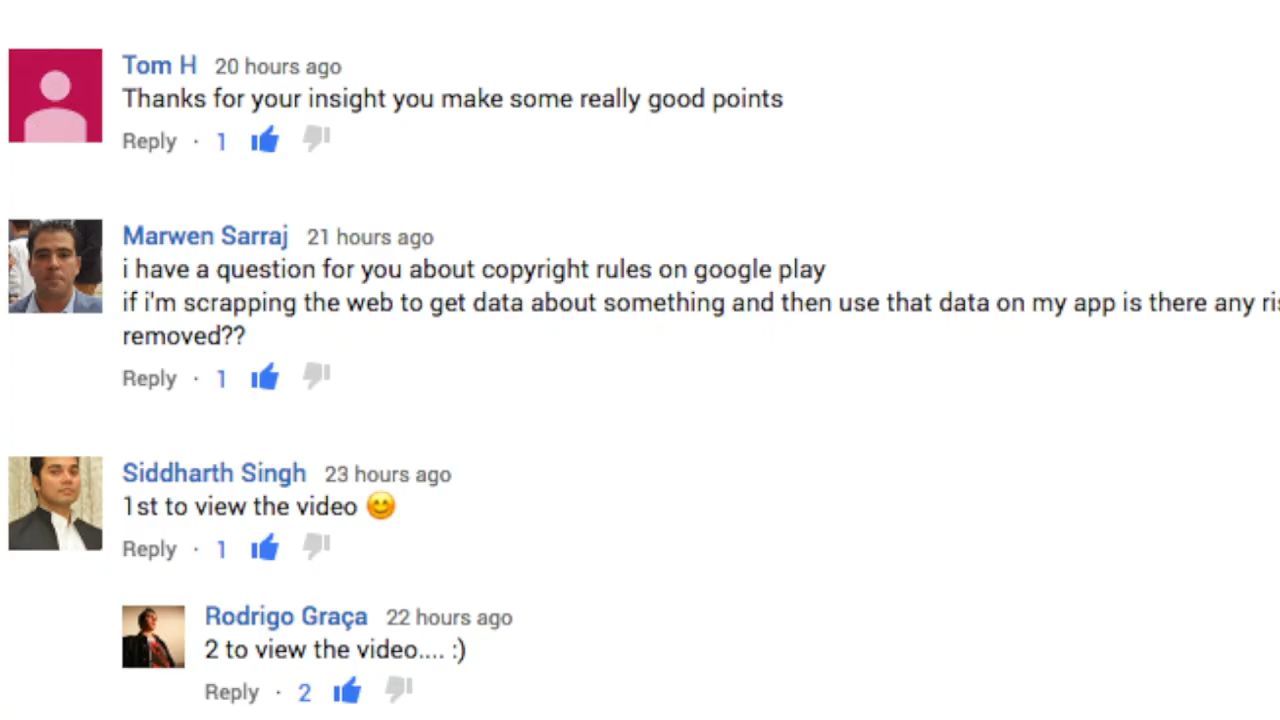 Tom H 20 hours ago
Thanks for your insight you make some really good points
Reply · 1
Marwen Sarraj 21 hours ago
i have a question for you about copyright rules on google play
if i'm scrapping the web to get data about something and then use that data on my app is there any
removed??
Reply · 1
Siddharth Singh 23 hours ago
1st to view the video 😊
Reply · 1
Rodrigo Graça 22 hours ago
2 to view the video.... :)
Reply · 2